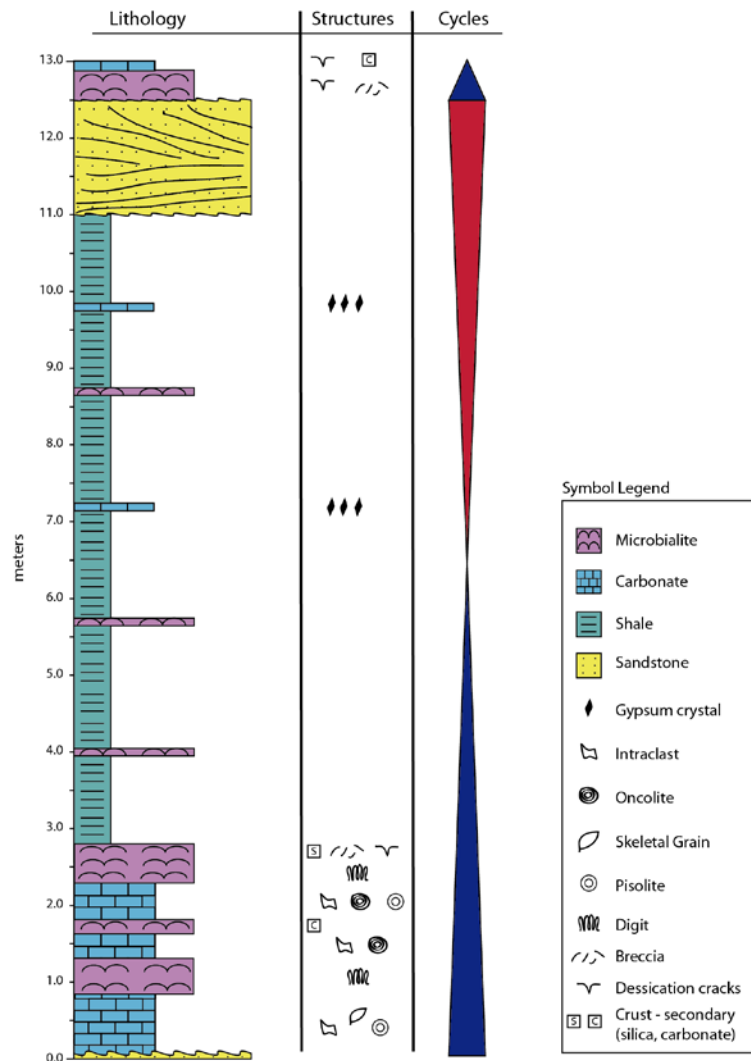 Lithology Structures Cycles
13.0
C
12.0
11.0
10.0
9.0
8.0
7.0
meters
6.0
5.0
4.0
3.0
S
2.0
C
1.0
0.0
Symbol Legend
Microbialite
Carbonate
Shale
Sandstone
Gypsum crystal
Intraclast
Oncolite
Skeletal Grain
Pisolite
Digit
Breccia
Dessication cracks
S C Crust - secondary
(silica, carbonate)